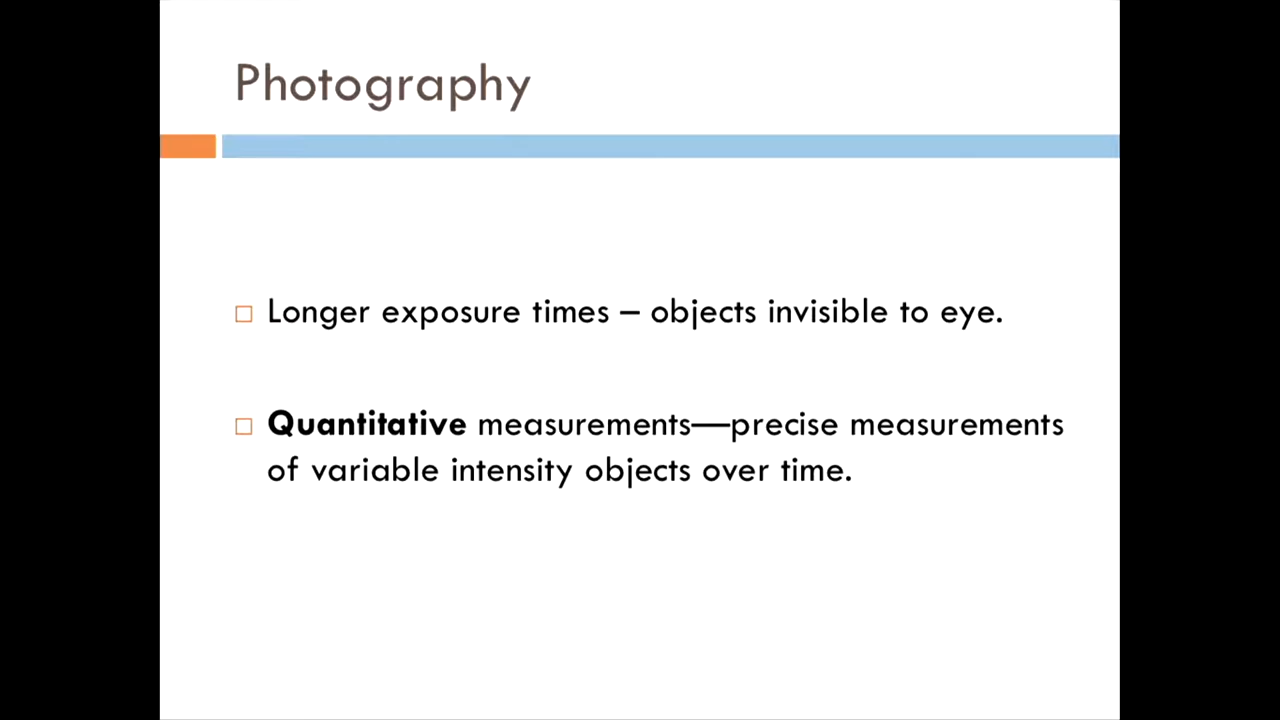 Photography
Longer exposure times – objects invisible to eye.
Quantitative measurements—precise measurements
of variable intensity objects over time.